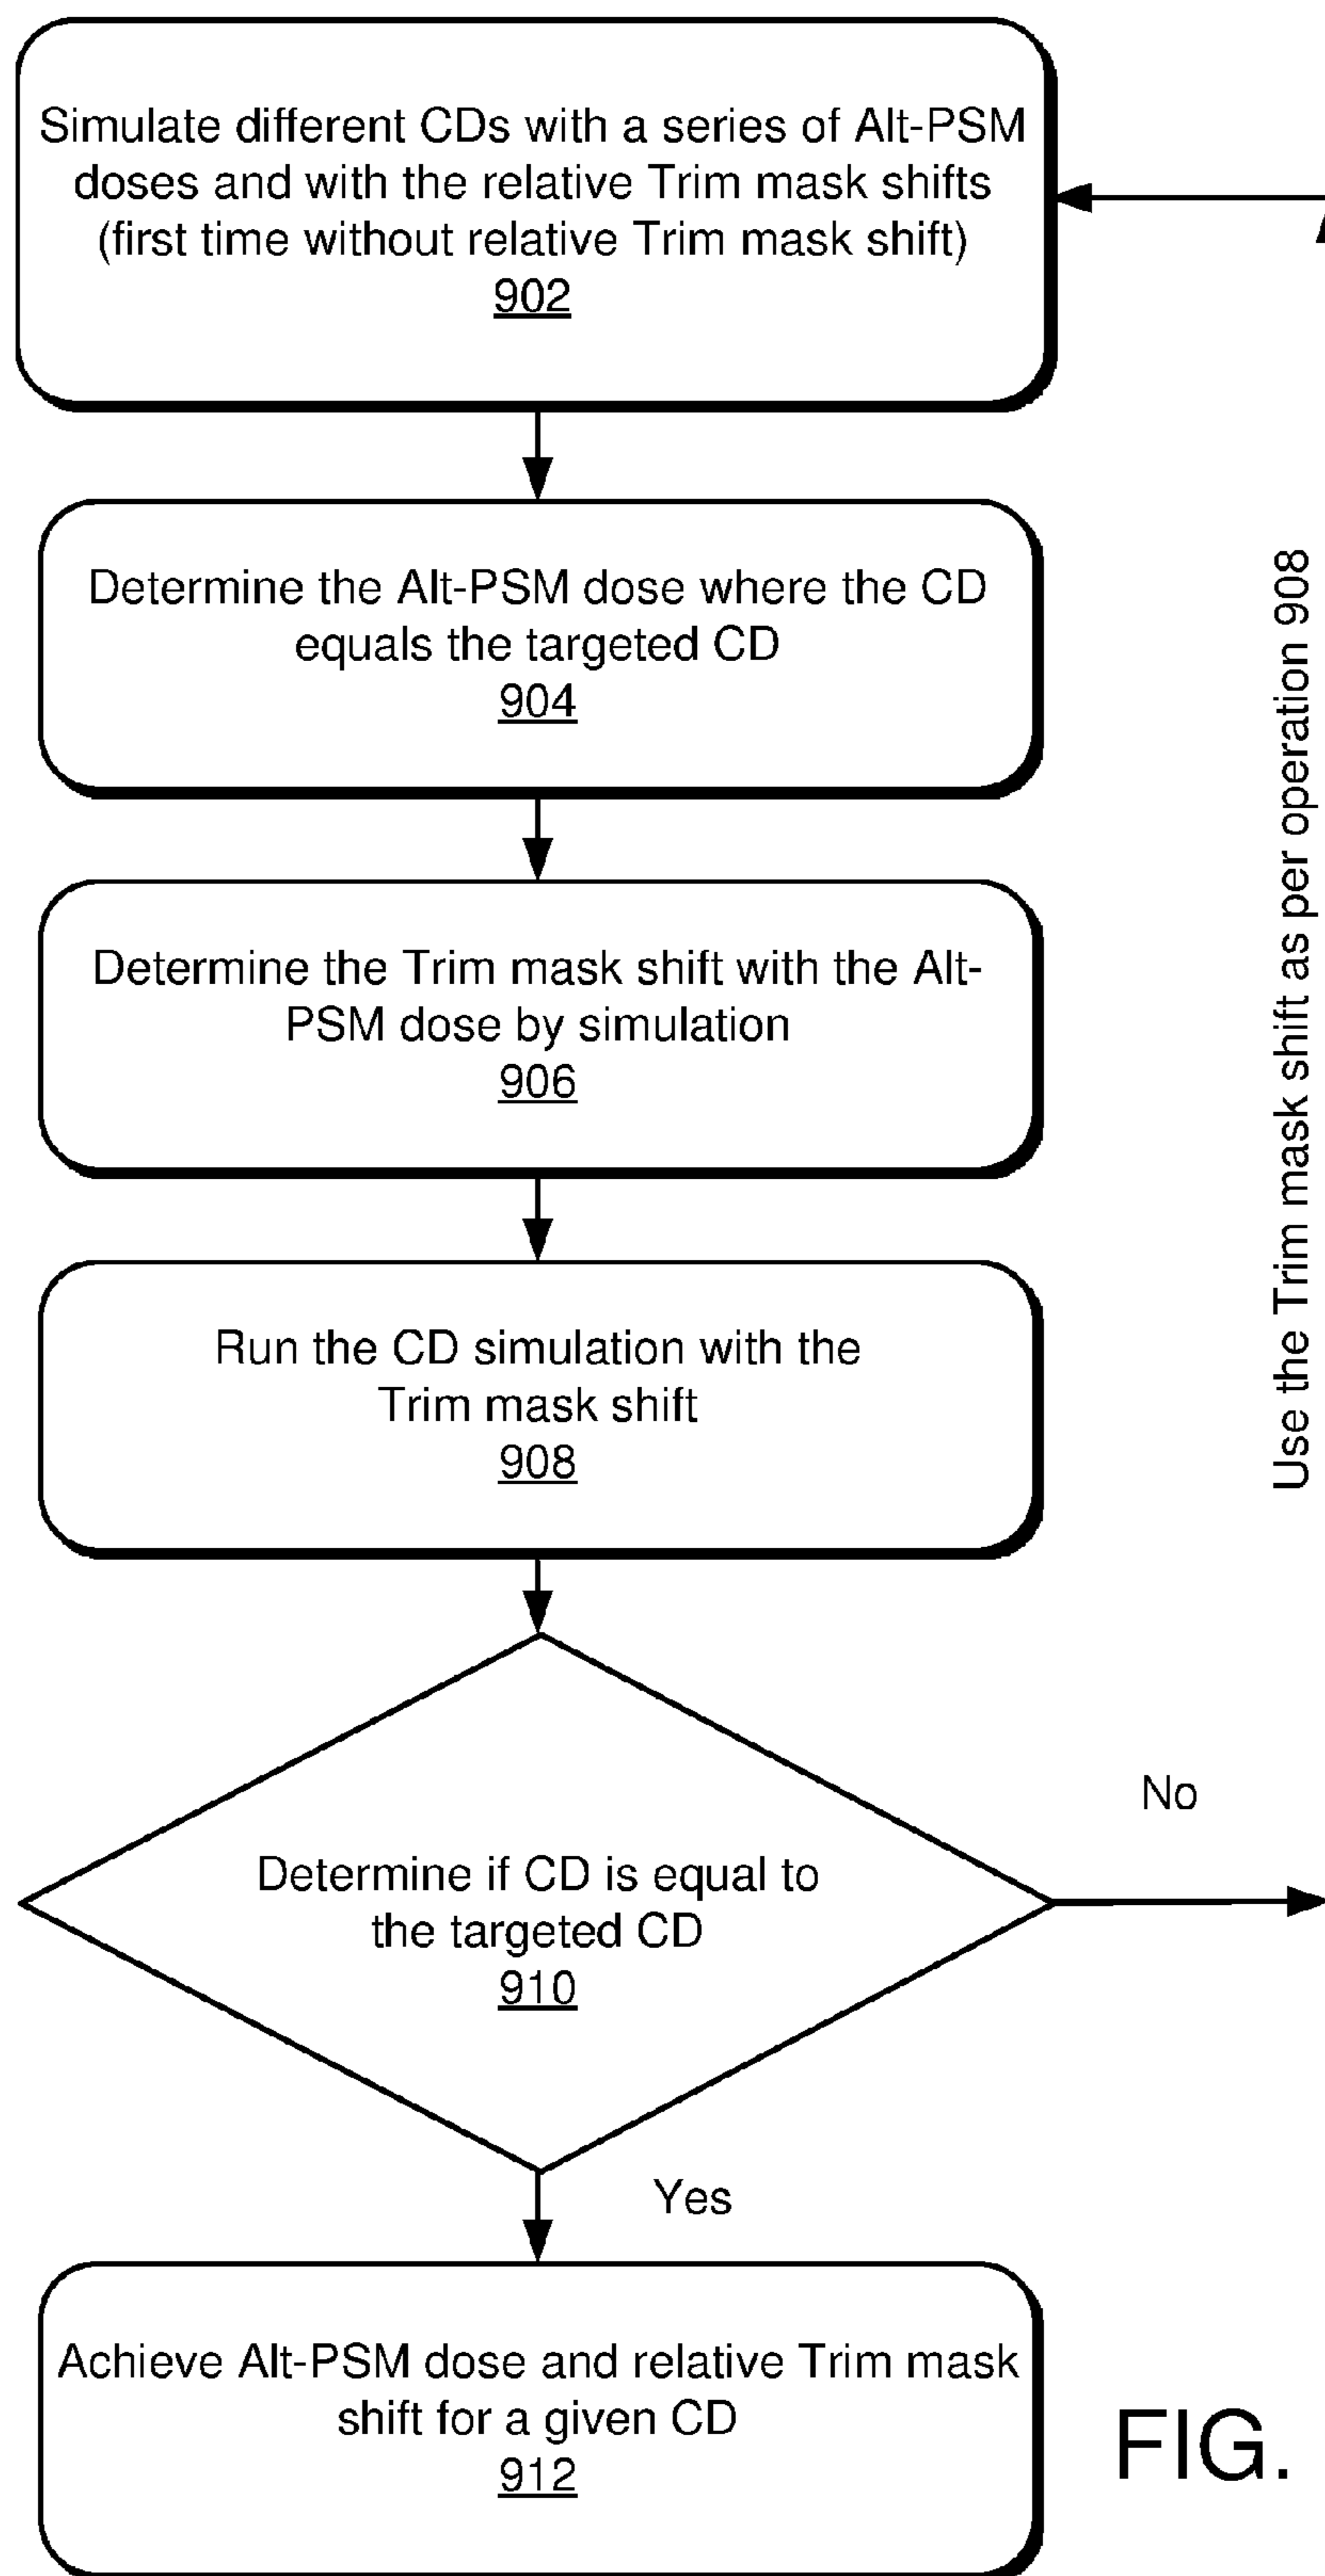 Simulate different CDs with a series of Alt-PSM
doses and with the relative Trim mask shifts
(first time without relative Trim mask shift)
902
Determine the Alt-PSM dose where the CD
equals the targeted CD
904
Determine the Trim mask shift with the Alt-
PSM dose by simulation
906
Run the CD simulation with the
Trim mask shift
908
Use the Trim mask shift as per operation 908
Determine if CD is equal to
the targeted CD
910
No
Yes
Achieve Alt-PSM dose and relative Trim mask
shift for a given CD
912
FIG.